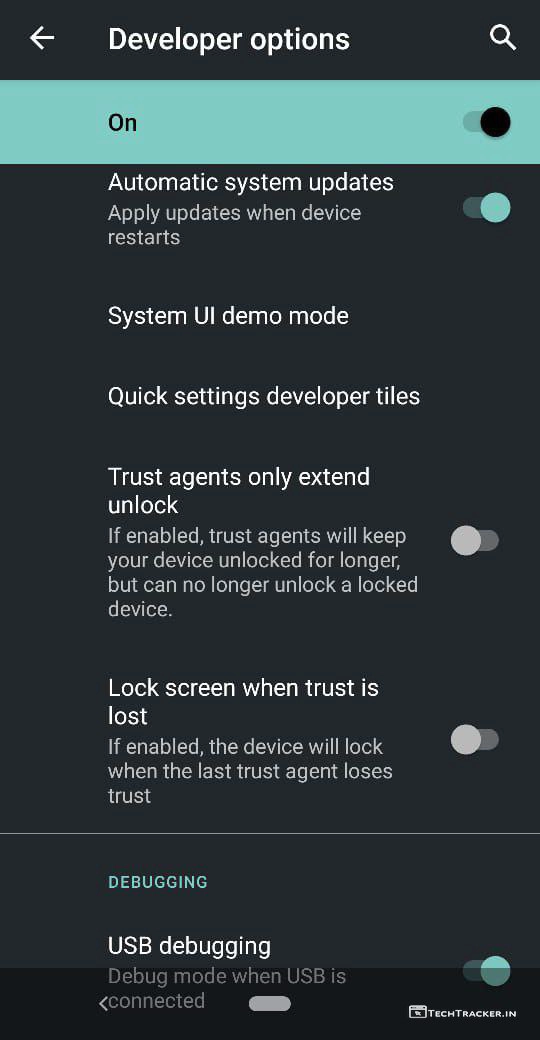 Developer options
On
Automatic system updates
Apply updates when device
restarts
System UI demo mode
Quick settings developer tiles
Trust agents only extend
unlock
If enabled, trust agents will keep
your device unlocked for longer,
but can no longer unlock a locked
device.
Lock screen when trust is
lost
If enabled, the device will lock
when the last trust agent loses
trust
DEBUGGING
USB debugging
Debug mode when USB is
connected
TECHTRACKER.IN